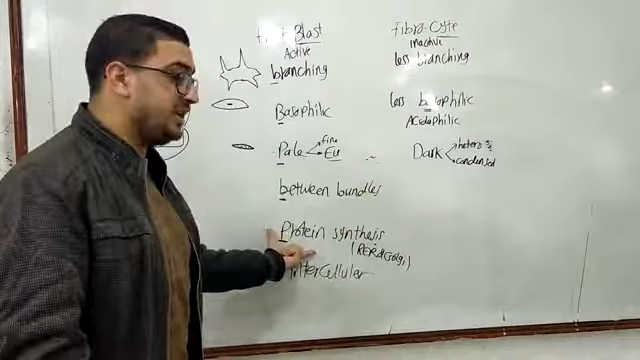 Blast
Active
branching
Basophilic
Pale fine
Eu
between bundles
Protein synthesis
(RER & Golgi)
Fibro-Cyte
inactive
less branching
less basophilic
Acidophilic
Dark hetero
condensed